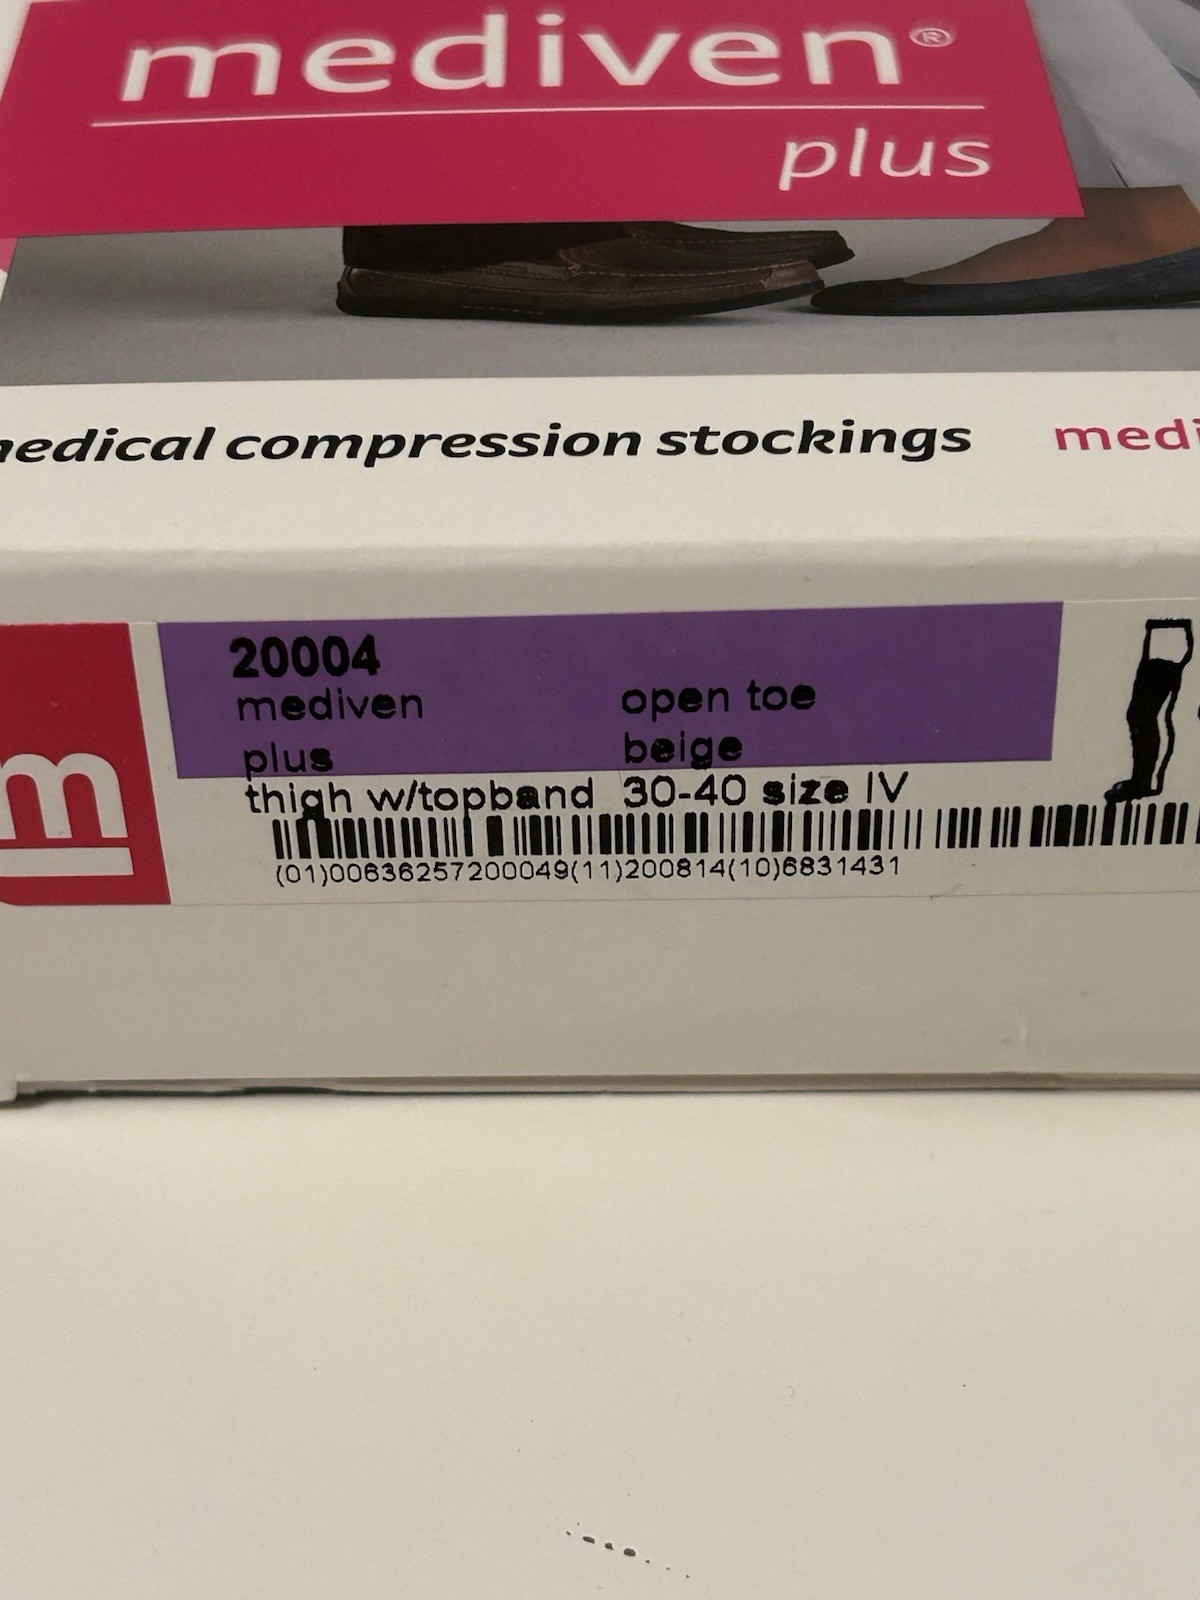 mediven®
plus
medical compression stockings medi
20004
mediven open toe
plus beige
thigh w/topband 30-40 size IV
(01)00636257200049(11)200814(10)6831431
m